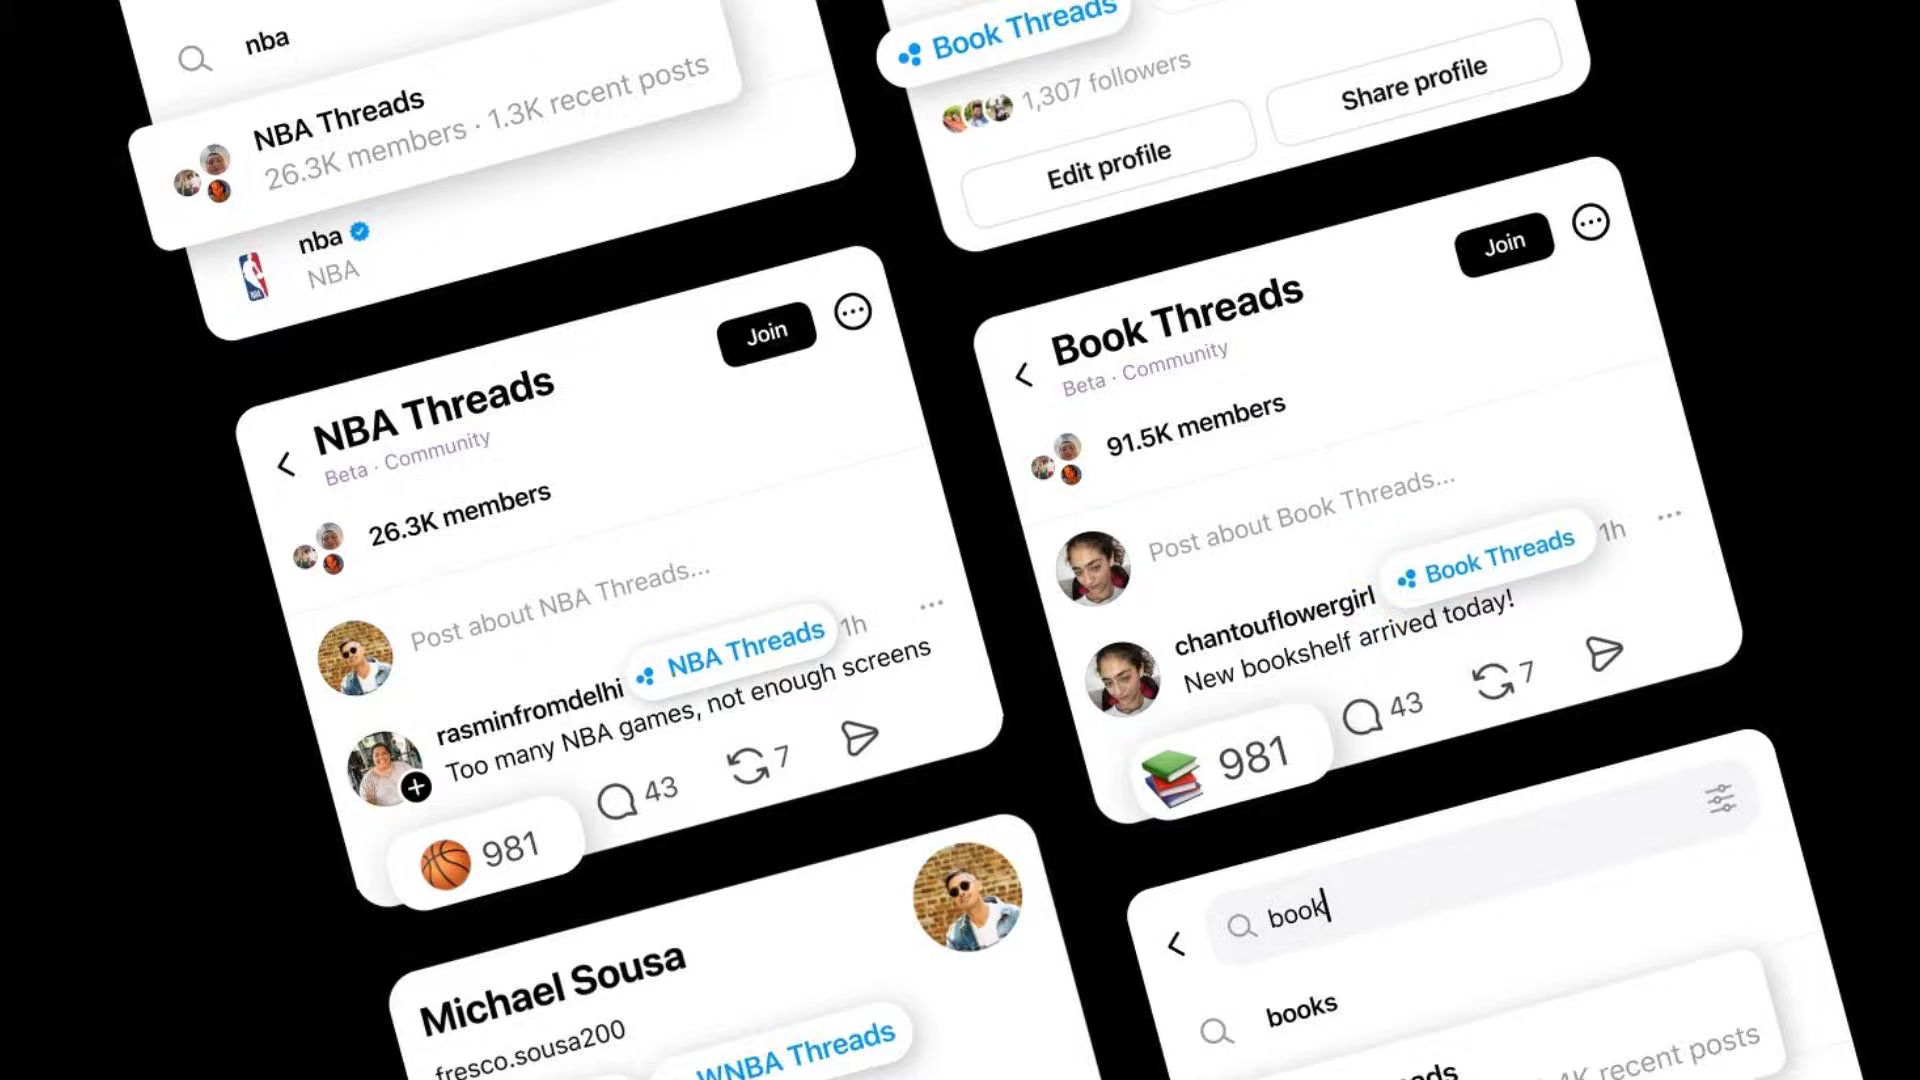 nba
NBA Threads
26.3K members · 1.3K recent posts
nba
NBA
Book Threads
1,307 followers
Edit profile
Share profile
NBA Threads
Join
Beta · Community
26.3K members
Post about NBA Threads...
rasminfromdelhi NBA Threads 1h
Too many NBA games, not enough screens
981 43 7
Book Threads
Join
Beta · Community
91.5K members
Post about Book Threads...
chantouflowergirl Book Threads 1h
New bookshelf arrived today!
981 43 7
Michael Sousa
fresco.sousa200
WNBA Threads
book
books
recent posts